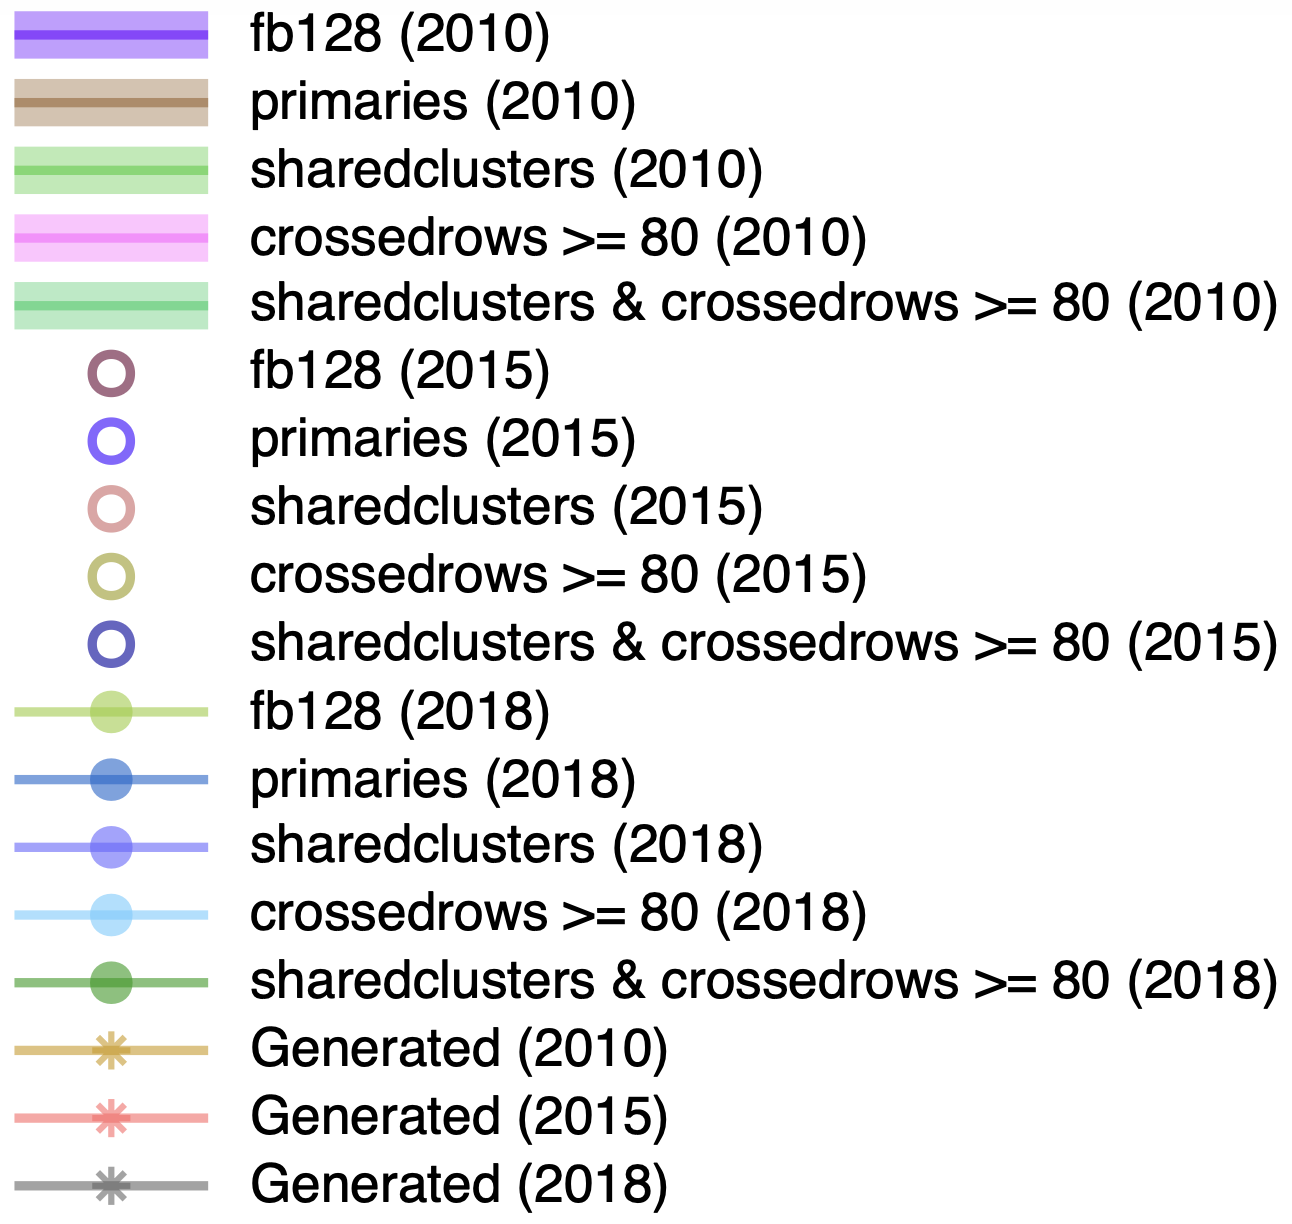 fb128 (2010)
primaries (2010)
sharedclusters (2010)
crossedrows >= 80 (2010)
sharedclusters & crossedrows >= 80 (2010)
fb128 (2015)
primaries (2015)
sharedclusters (2015)
crossedrows >= 80 (2015)
sharedclusters & crossedrows >= 80 (2015)
fb128 (2018)
primaries (2018)
sharedclusters (2018)
crossedrows >= 80 (2018)
sharedclusters & crossedrows >= 80 (2018)
Generated (2010)
Generated (2015)
Generated (2018)